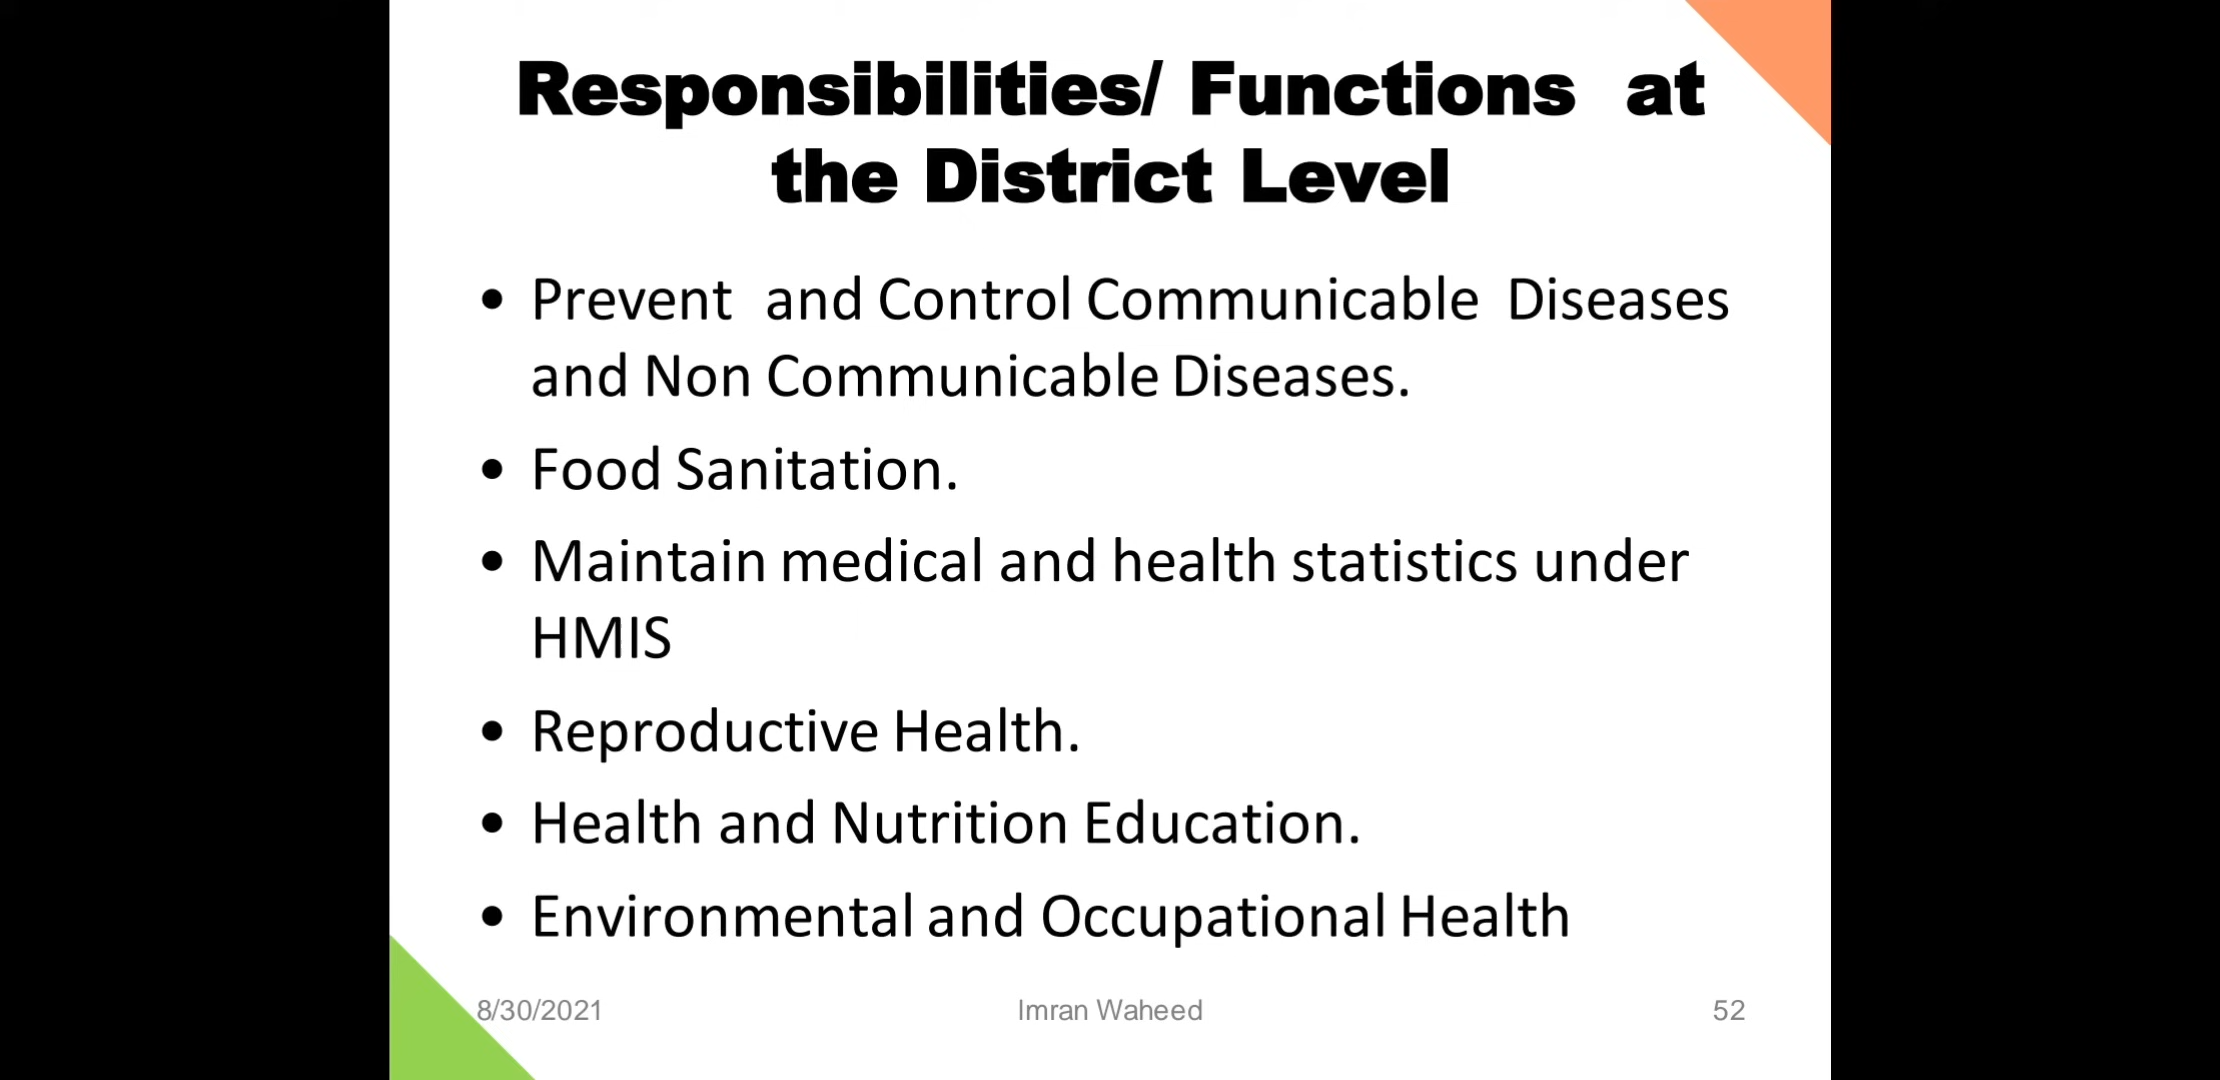 Responsibilities/ Functions at
the District Level
• Prevent and Control Communicable Diseases
and Non Communicable Diseases.
• Food Sanitation.
• Maintain medical and health statistics under
HMIS
• Reproductive Health.
• Health and Nutrition Education.
• Environmental and Occupational Health
8/30/2021
Imran Waheed
52